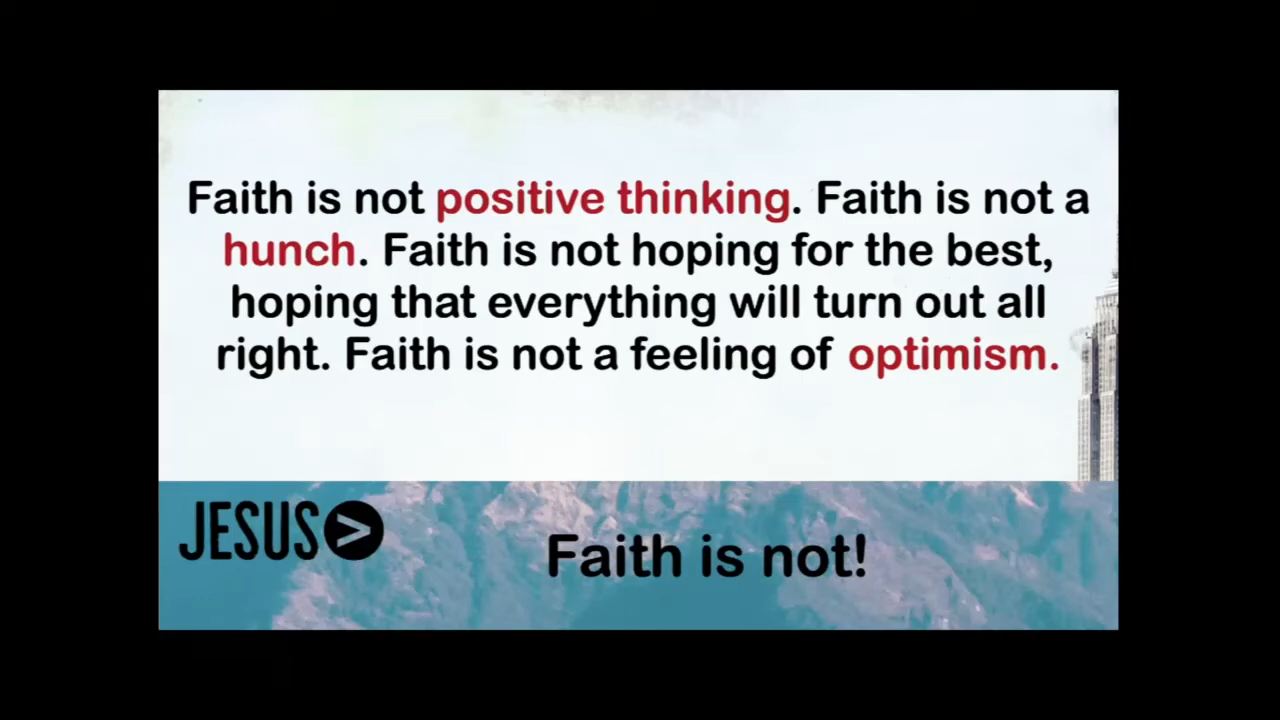 Faith is not positive thinking. Faith is not a
hunch. Faith is not hoping for the best,
hoping that everything will turn out all
right. Faith is not a feeling of optimism.
JESUS>
Faith is not!